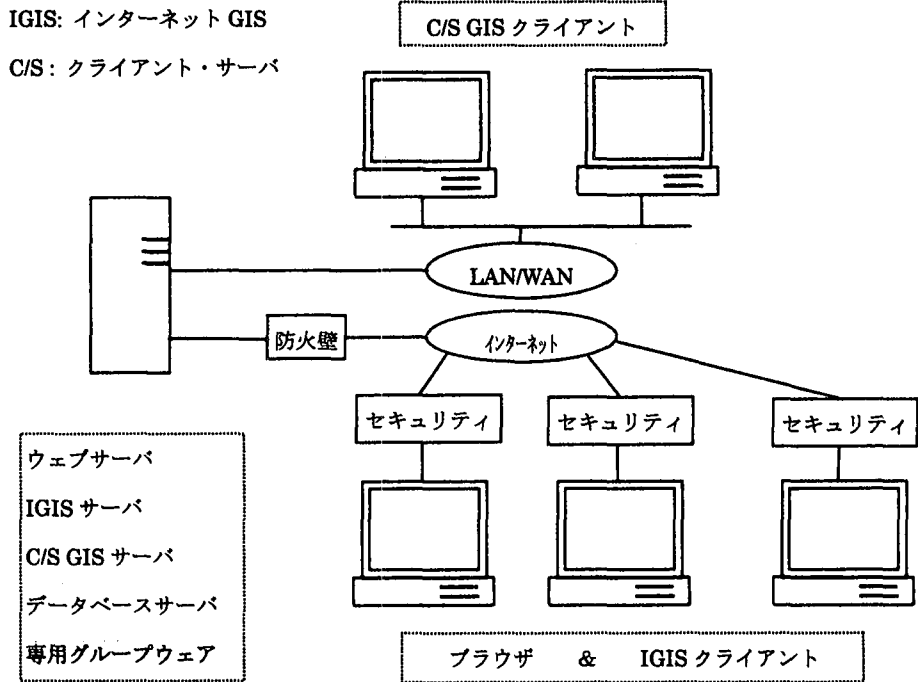 IGIS: インターネット GIS
C/S : クライアント・サーバ
C/S GIS クライアント
LAN/WAN
防火壁
インターネット
セキュリティ
セキュリティ
セキュリティ
ウェブサーバ
IGIS サーバ
C/S GIS サーバ
データベースサーバ
専用グループウェア
ブラウザ & IGIS クライアント